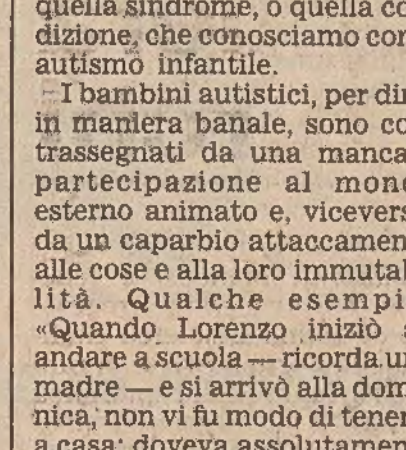 quella sindrome, o quella co
dizione, che conosciamo con
autismo infantile.
I bambini autistici, per dir
in maniera banale, sono co
trassegnati da una manca
partecipazione al mond
esterno animato e, vicevers
da un caparbio attaccamen
alle cose e alla loro immutab
lità. Qualche esempi
«Quando Lorenzo iniziò a
andare a scuola — ricorda un
madre — e si arrivò alla dom
nica, non vi fu modo di tener
a casa: doveva assolutamen